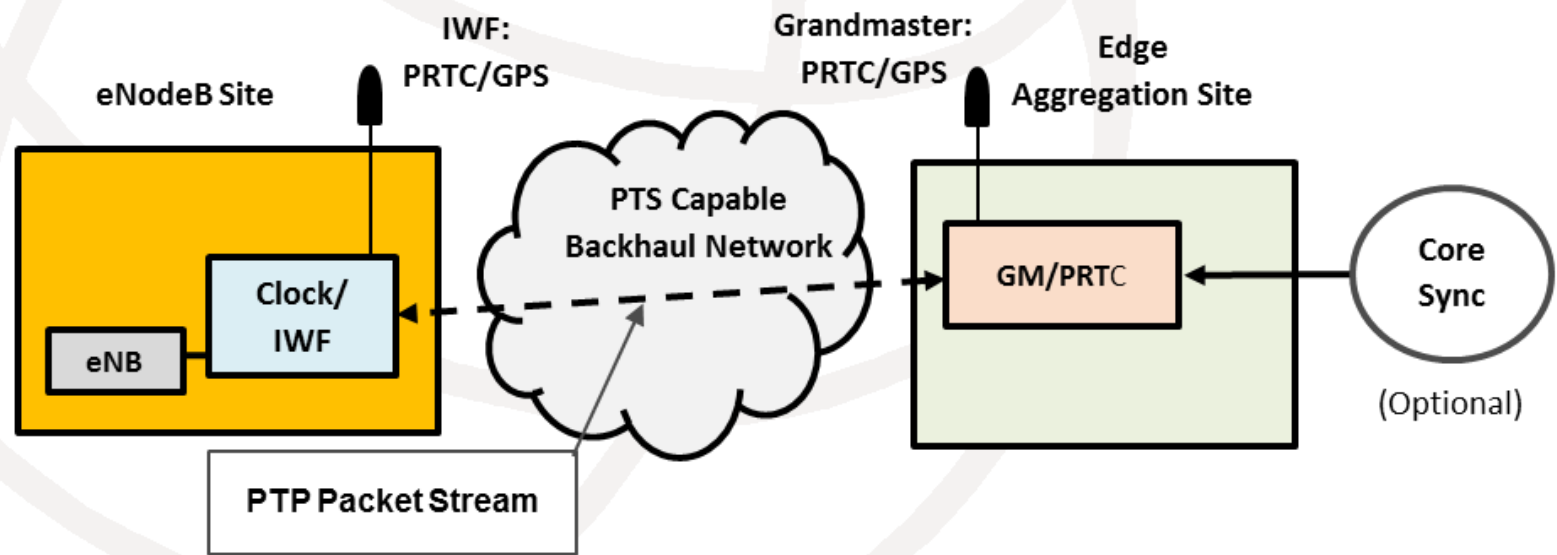 IWF:
PRTC/GPS
Grandmaster:
PRTC/GPS
Edge
Aggregation Site
eNodeB Site
PTS Capable
Backhaul Network
Clock/
IWF
eNB
GM/PRTC
Core
Sync
(Optional)
PTP Packet Stream